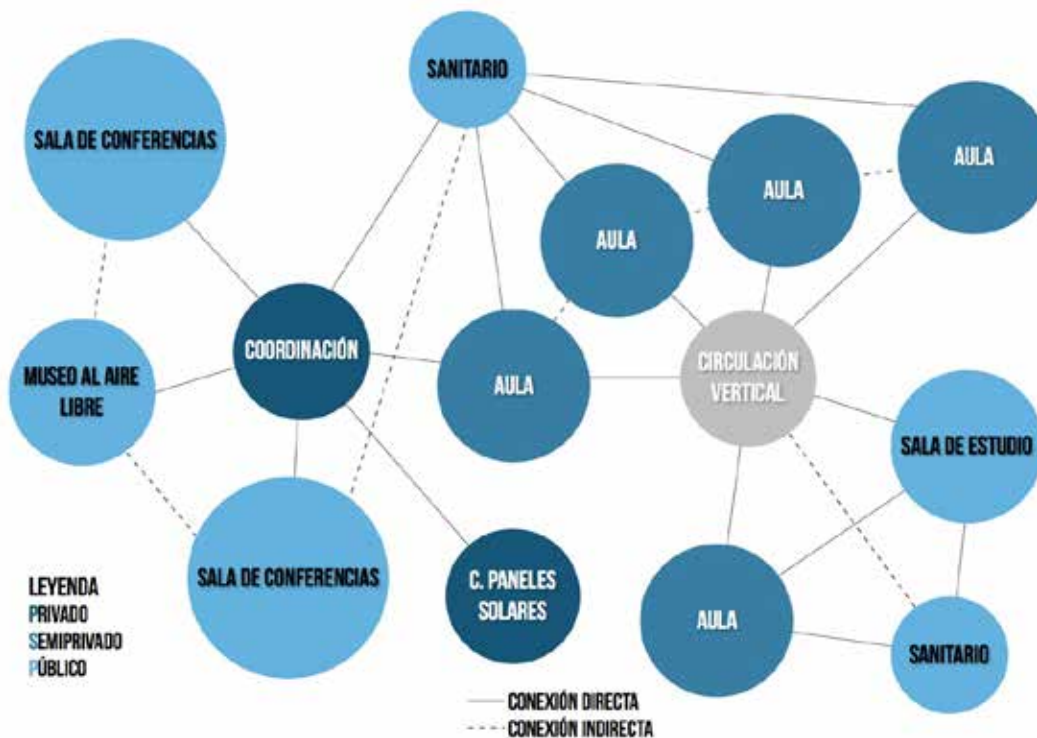 SANITARIO
SALA DE CONFERENCIAS
AULA
AULA
AULA
COORDINACIÓN
CIRCULACIÓN
VERTICAL
MUSEO AL AIRE
LIBRE
AULA
SALA DE ESTUDIO
SALA DE CONFERENCIAS
C. PANELES
SOLARES
AULA
SANITARIO
LEYENDA
PRIVADO
SEMIPRIVADO
PÚBLICO
CONEXIÓN DIRECTA
CONEXIÓN INDIRECTA